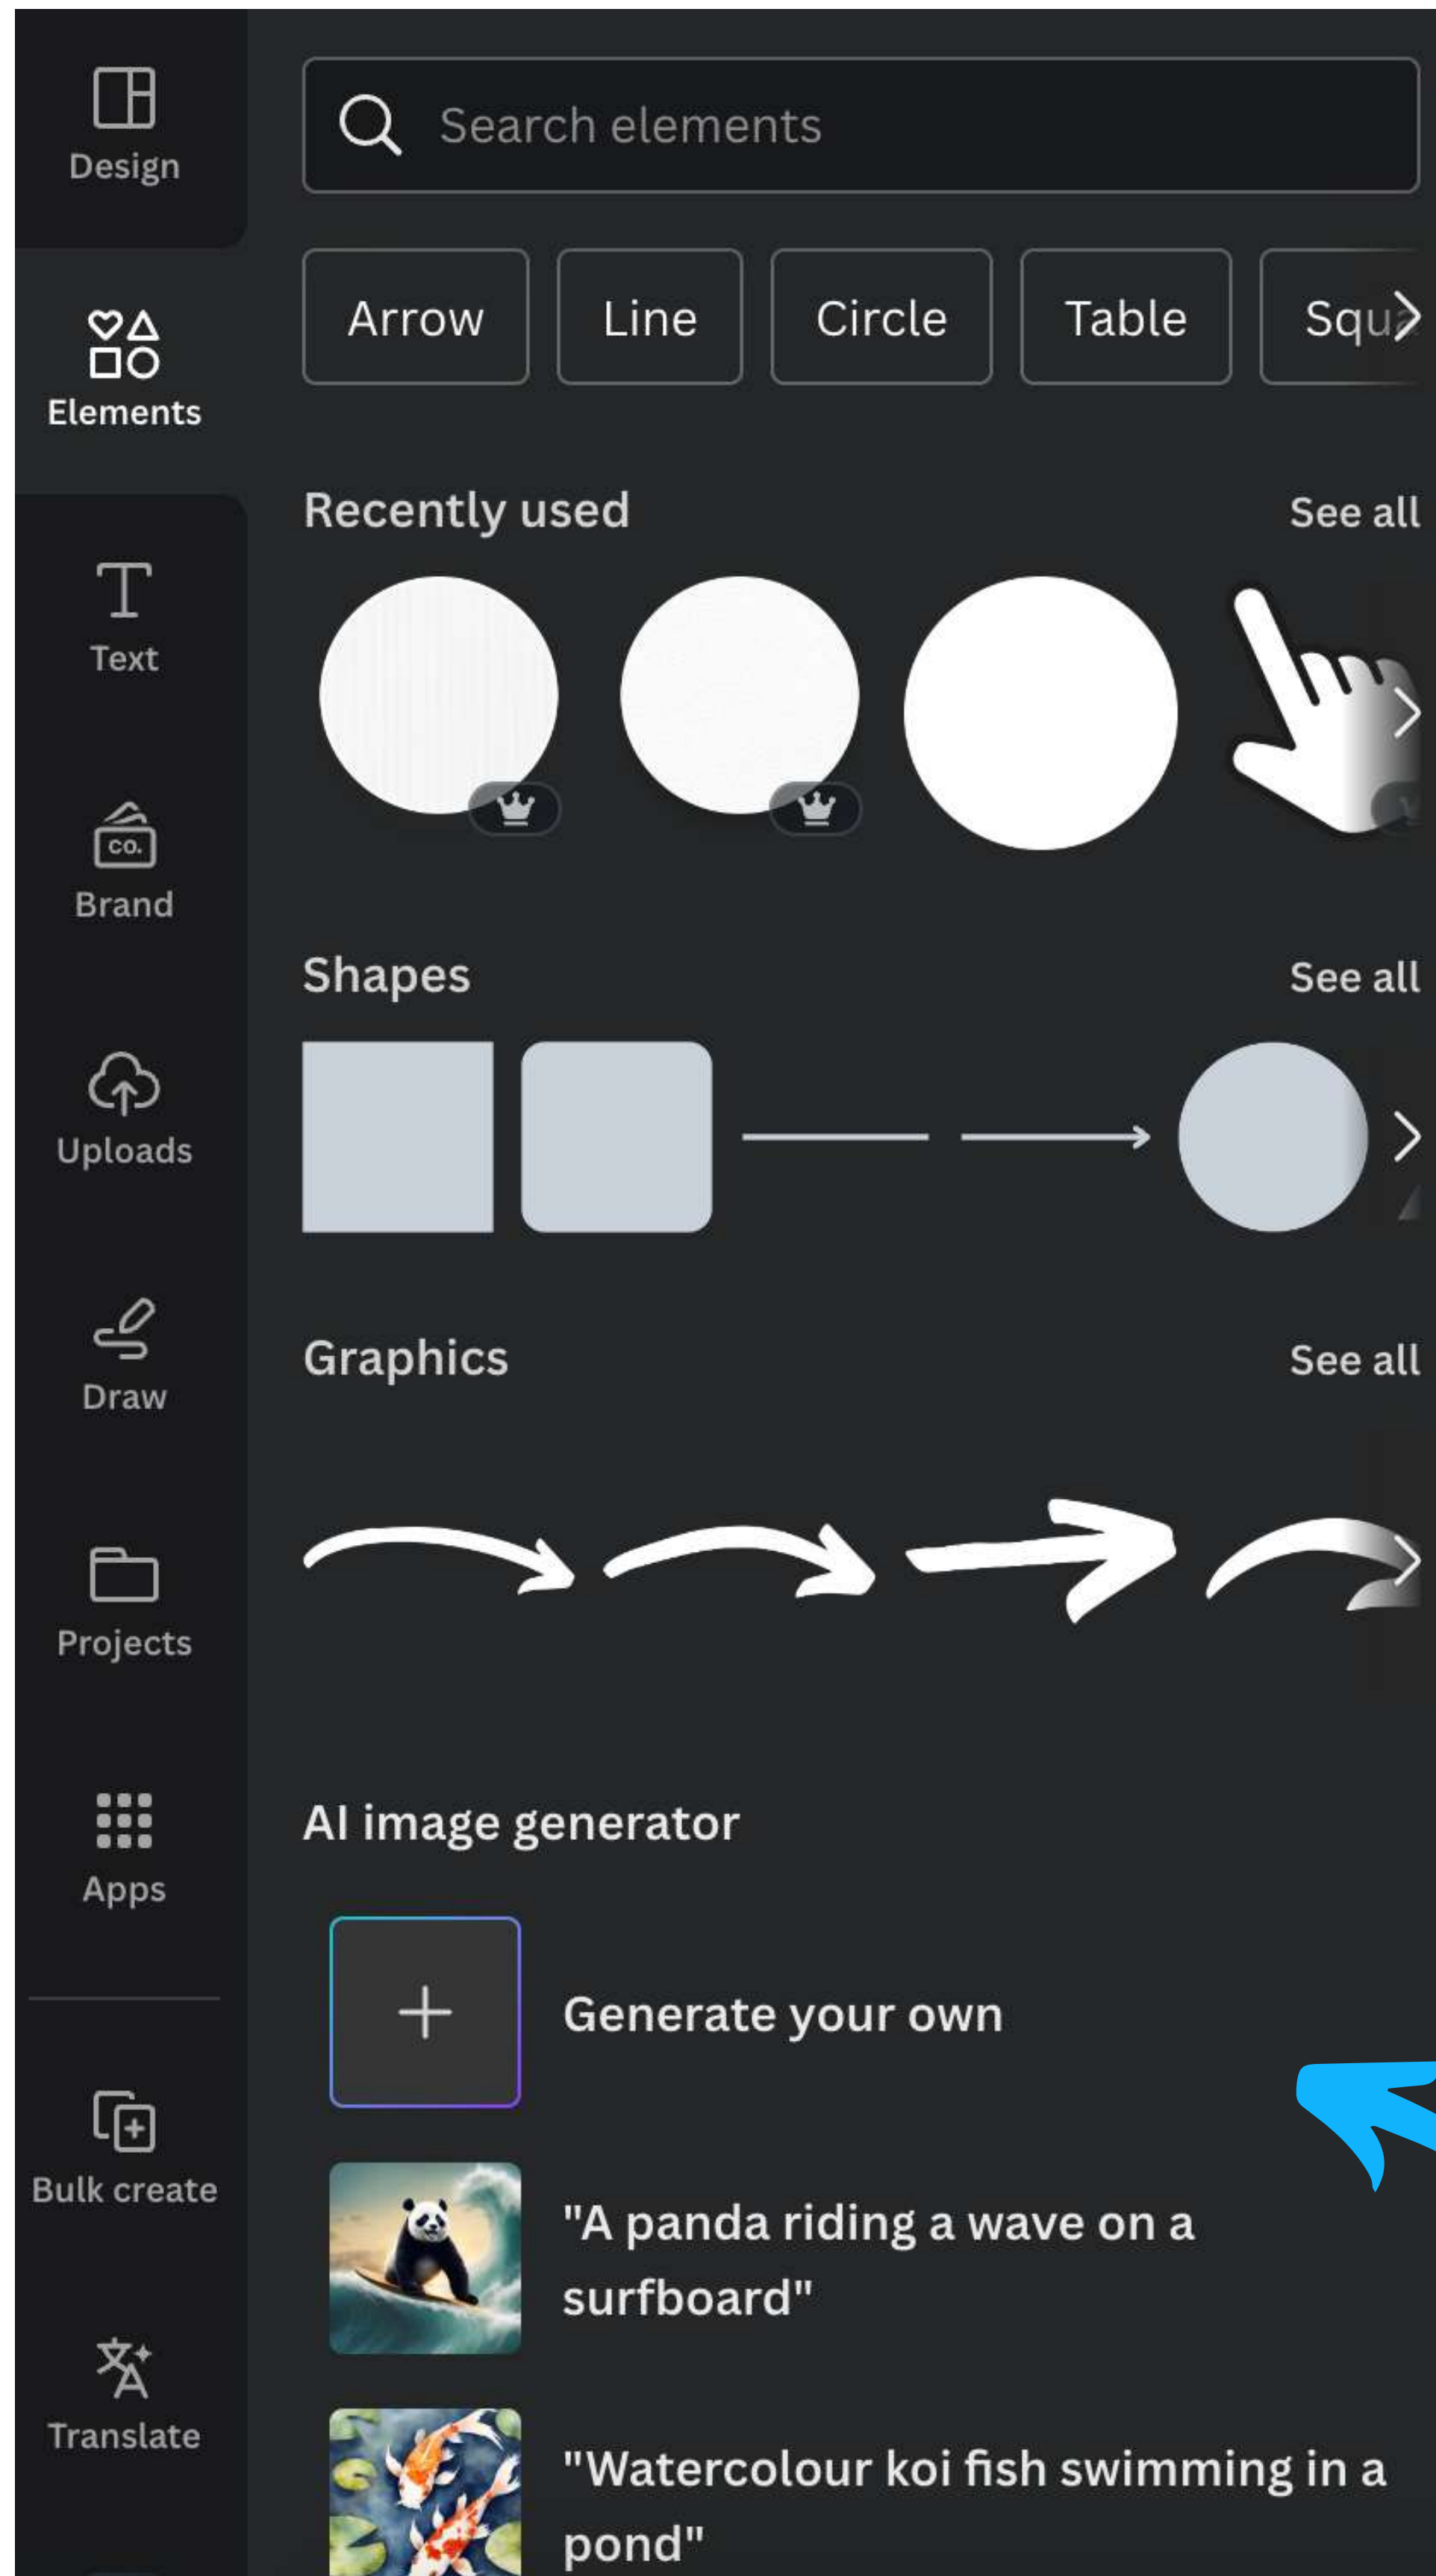 Design
Search elements
Arrow
Line
Circle
Table
Squ
Elements
Recently used
See all
Text
CO.
Brand
Shapes
See all
Uploads
Graphics
See all
Draw
Projects
AI image generator
Apps
Generate your own
Bulk create
"A panda riding a wave on a
surfboard"
Translate
"Watercolour koi fish swimming in a
pond"